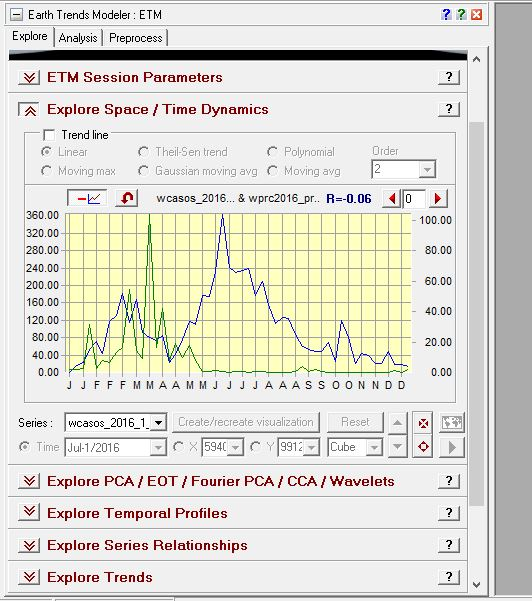 Earth Trends Modeler : ETM ? ?
Explore Analysis Preprocess
ETM Session Parameters ?
Explore Space / Time Dynamics ?
Trend line
Linear Theil-Sen trend Polynomial Order
Moving max Gaussian moving avg Moving avg 2
wcasos_2016... & wprc2016_pr.. R=-0.06 0
360.00 100.00
320.00
280.00 80.00
240.00
200.00 60.00
160.00
120.00 40.00
80.00 20.00
40.00
0.00 0.00
J J F F M M M A A M M J J J J A A S S O O N N D D
Series : wcasos_2016_1_ Create/recreate visualization Reset
Time Jul-1/2016 X 594( Y 9912 Cube
Explore PCA / EOT / Fourier PCA / CCA / Wavelets ?
Explore Temporal Profiles ?
Explore Series Relationships ?
Explore Trends ?